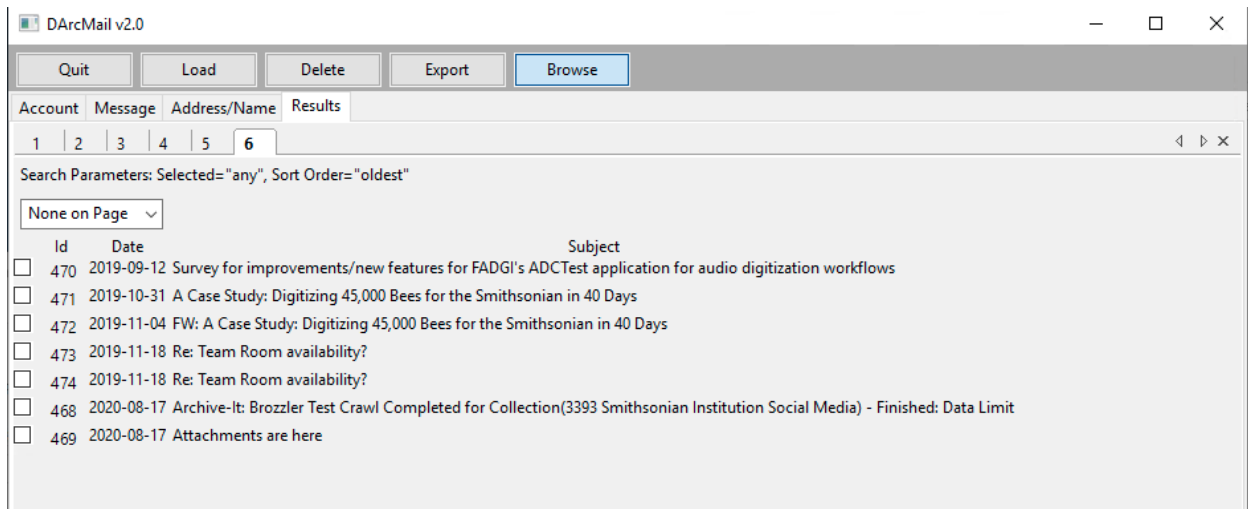 DArcMail v2.0
Quit Load Delete Export Browse
Account Message Address/Name Results
1 2 3 4 5 6
Search Parameters: Selected="any", Sort Order="oldest"
None on Page
Id Date Subject
470 2019-09-12 Survey for improvements/new features for FADGI's ADCTest application for audio digitization workflows
471 2019-10-31 A Case Study: Digitizing 45,000 Bees for the Smithsonian in 40 Days
472 2019-11-04 FW: A Case Study: Digitizing 45,000 Bees for the Smithsonian in 40 Days
473 2019-11-18 Re: Team Room availability?
474 2019-11-18 Re: Team Room availability?
468 2020-08-17 Archive-It: Brozzler Test Crawl Completed for Collection(3393 Smithsonian Institution Social Media) - Finished: Data Limit
469 2020-08-17 Attachments are here